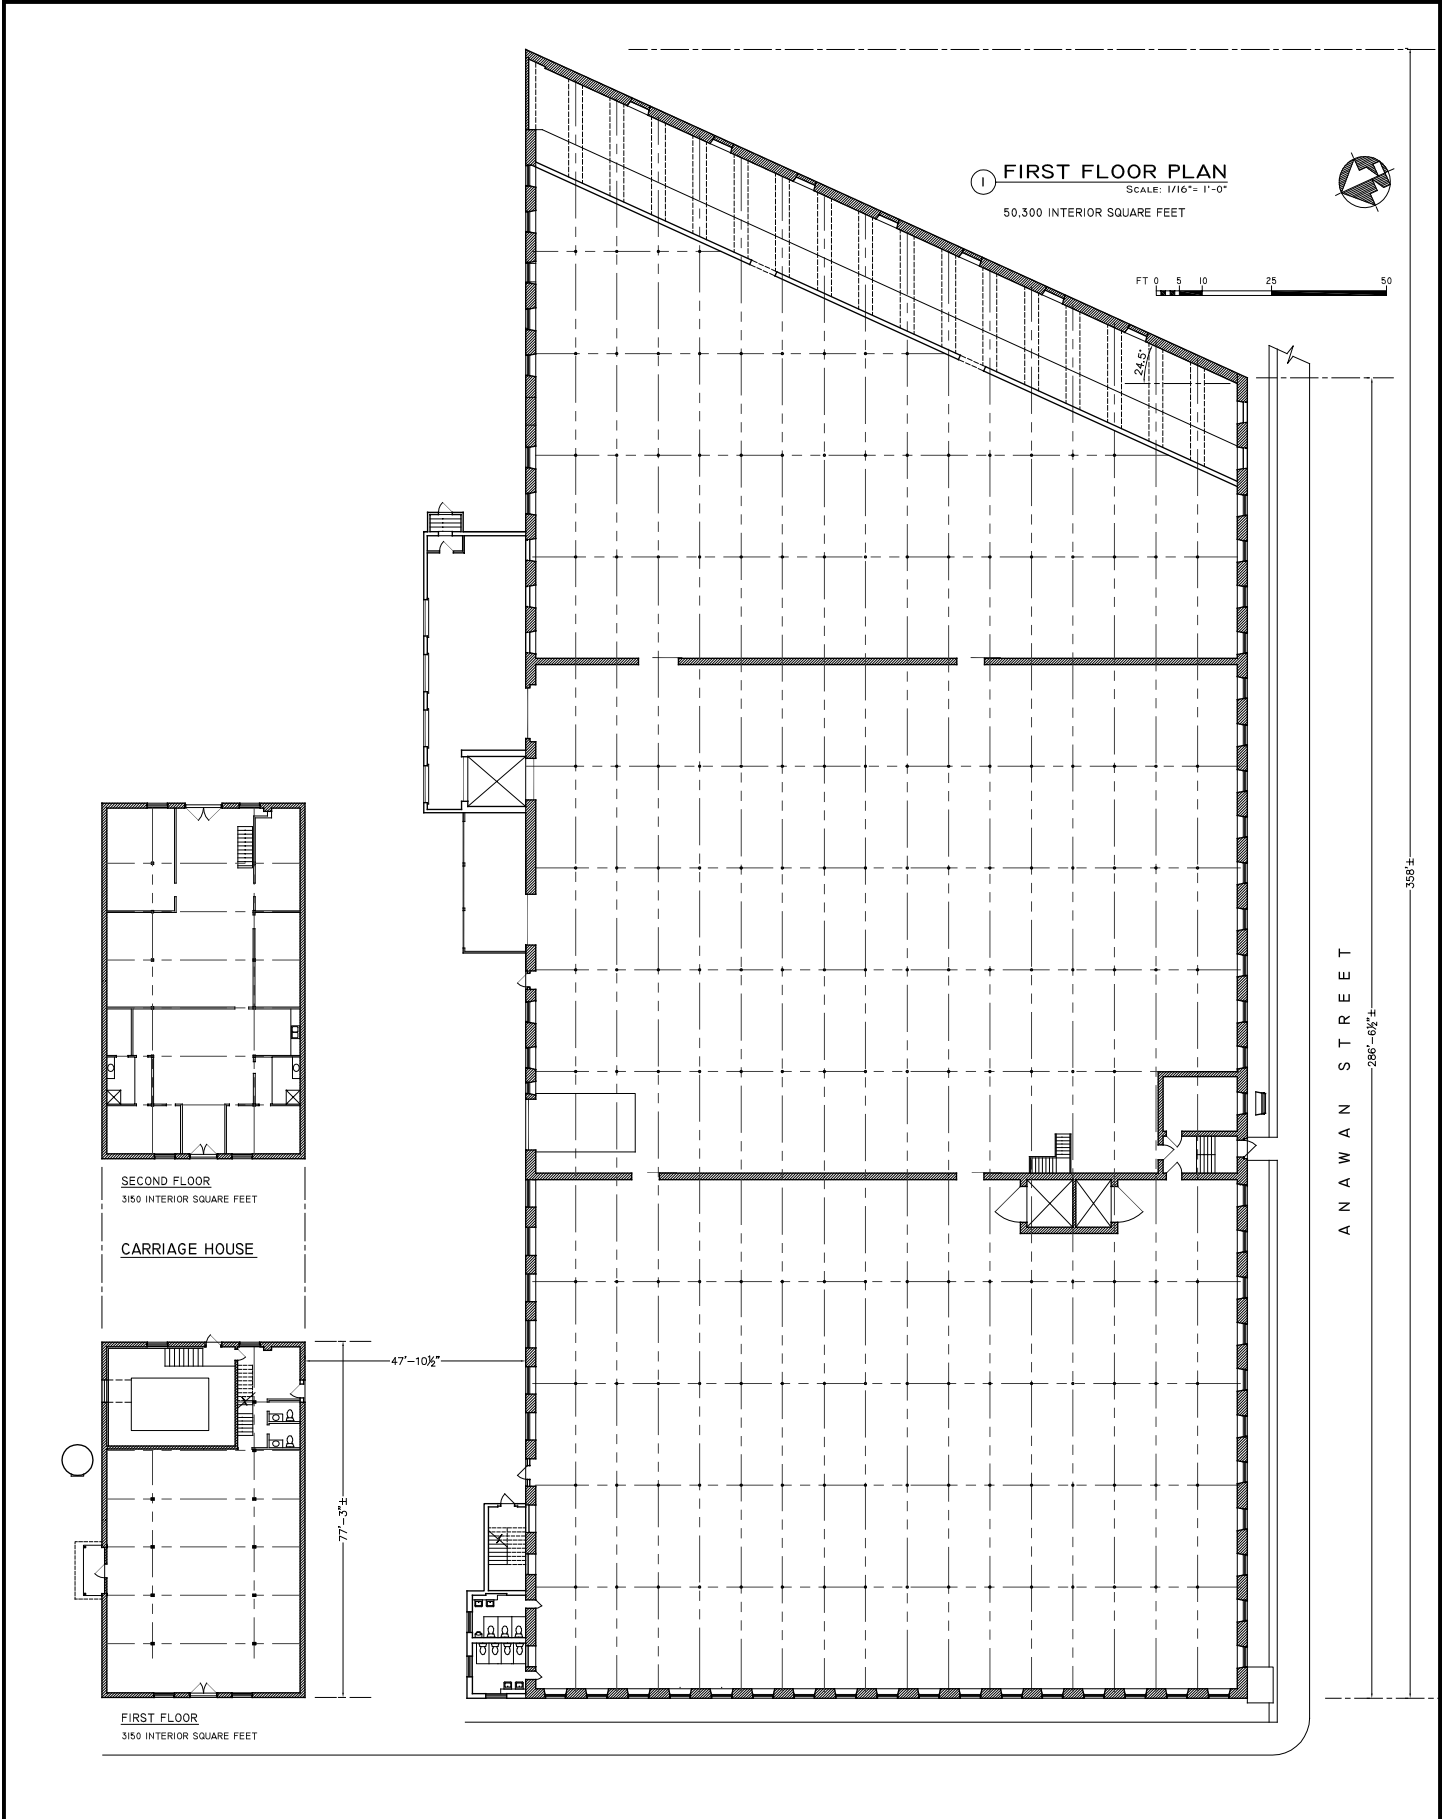 1 FIRST FLOOR PLAN
SCALE: 1/16"= 1'-0"
50,300 INTERIOR SQUARE FEET
FT 0 5 10 25 50
24.5°
358'±
286'-6½"±
ANAWAN STREET
SECOND FLOOR
3150 INTERIOR SQUARE FEET
CARRIAGE HOUSE
47'-10½"
77'-3"±
FIRST FLOOR
3150 INTERIOR SQUARE FEET